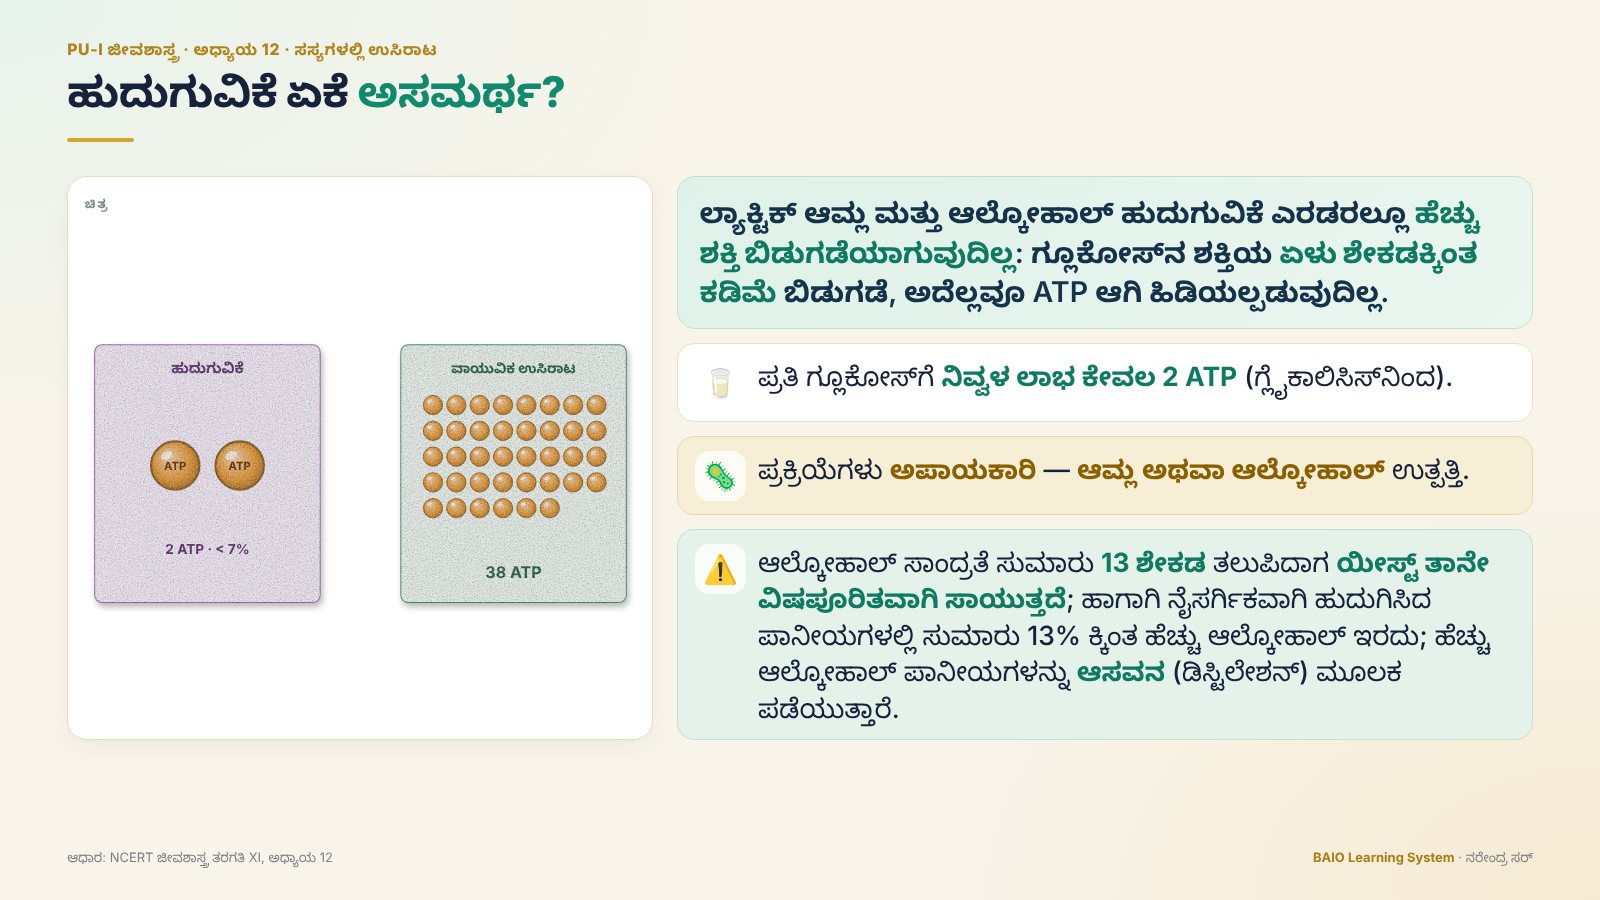 PU-I ಜೀವಶಾಸ್ತ್ರ · ಅಧ್ಯಾಯ 12 · ಸಸ್ಯಗಳಲ್ಲಿ ಉಸಿರಾಟ
ಹುದುಗುವಿಕೆ ಏಕೆ ಅಸಮರ್ಥ?
ಚಿತ್ರ
ಹುದುಗುವಿಕೆ
ATP ATP
2 ATP · < 7%
ವಾಯುವಿಕ ಉಸಿರಾಟ
38 ATP
ಲ್ಯಾಕ್ಟಿಕ್ ಆಮ್ಲ ಮತ್ತು ಆಲ್ಕೋಹಾಲ್ ಹುದುಗುವಿಕೆ ಎರಡರಲ್ಲೂ ಹೆಚ್ಚು
ಶಕ್ತಿ ಬಿಡುಗಡೆಯಾಗುವುದಿಲ್ಲ: ಗ್ಲೂಕೋಸ್‌ನ ಶಕ್ತಿಯ ಏಳು ಶೇಕಡಕ್ಕಿಂತ
ಕಡಿಮೆ ಬಿಡುಗಡೆ, ಅದೆಲ್ಲವೂ ATP ಆಗಿ ಹಿಡಿಯಲ್ಪಡುವುದಿಲ್ಲ.
ಪ್ರತಿ ಗ್ಲೂಕೋಸ್‌ಗೆ ನಿವ್ವಳ ಲಾಭ ಕೇವಲ 2 ATP (ಗ್ಲೈಕಾಲಿಸಿಸ್‌ನಿಂದ).
ಪ್ರಕ್ರಿಯೆಗಳು ಅಪಾಯಕಾರಿ — ಆಮ್ಲ ಅಥವಾ ಆಲ್ಕೋಹಾಲ್ ಉತ್ಪತ್ತಿ.
ಆಲ್ಕೋಹಾಲ್ ಸಾಂದ್ರತೆ ಸುಮಾರು 13 ಶೇಕಡ ತಲುಪಿದಾಗ ಯೀಸ್ಟ್ ತಾನೇ
ವಿಷಪೂರಿತವಾಗಿ ಸಾಯುತ್ತದೆ; ಹಾಗಾಗಿ ನೈಸರ್ಗಿಕವಾಗಿ ಹುದುಗಿಸಿದ
ಪಾನೀಯಗಳಲ್ಲಿ ಸುಮಾರು 13% ಕ್ಕಿಂತ ಹೆಚ್ಚು ಆಲ್ಕೋಹಾಲ್ ಇರದು; ಹೆಚ್ಚು
ಆಲ್ಕೋಹಾಲ್ ಪಾನೀಯಗಳನ್ನು ಆಸವನ (ಡಿಸ್ಟಿಲೇಶನ್) ಮೂಲಕ
ಪಡೆಯುತ್ತಾರೆ.
ಆಧಾರ: NCERT ಜೀವಶಾಸ್ತ್ರ ತರಗತಿ XI, ಅಧ್ಯಾಯ 12
BAIO Learning System · ನರೇಂದ್ರ ಸರ್